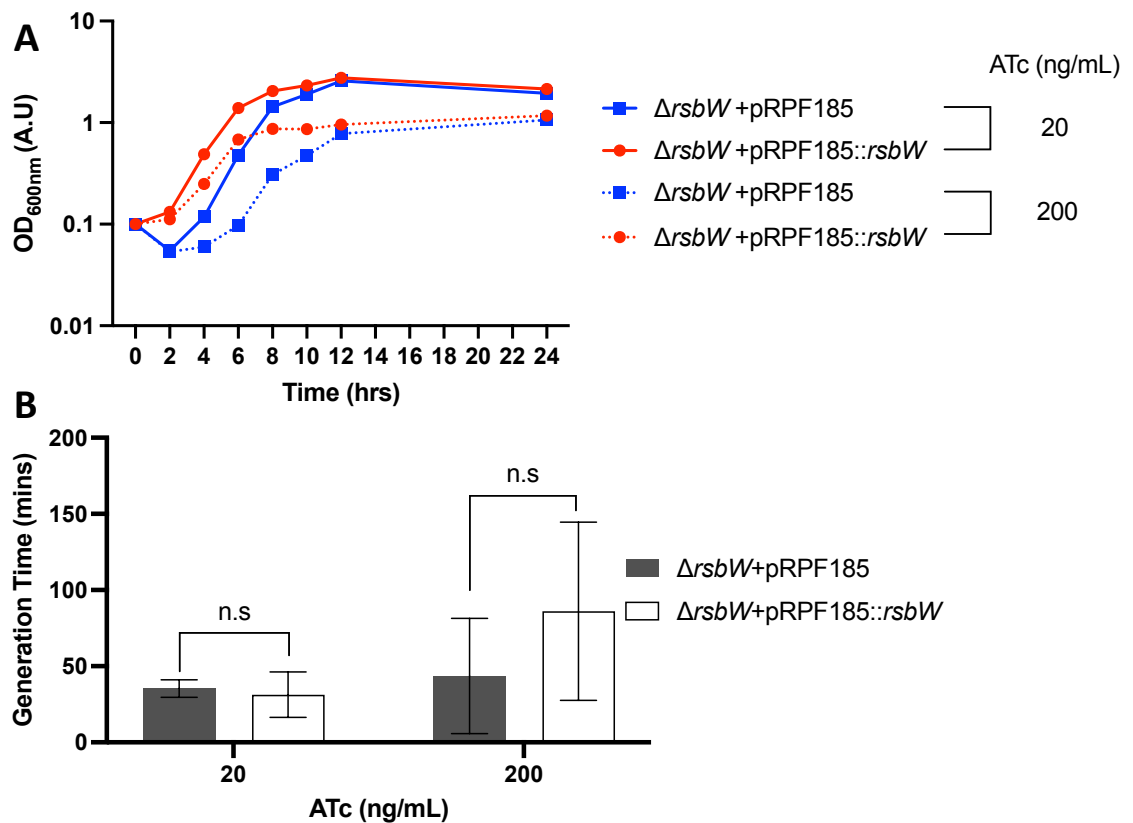 A
10
1
0.1
0.01
OD600nm (A.U)
0 2 4 6 8 10 12 14 16 18 20 22 24
Time (hrs)
ATc (ng/mL)
ΔrsbW +pRPF185
20
ΔrsbW +pRPF185::rsbW
ΔrsbW +pRPF185
200
ΔrsbW +pRPF185::rsbW
B
200
150
100
50
0
Generation Time (mins)
n.s
n.s
20 200
ATc (ng/mL)
ΔrsbW+pRPF185
ΔrsbW+pRPF185::rsbW